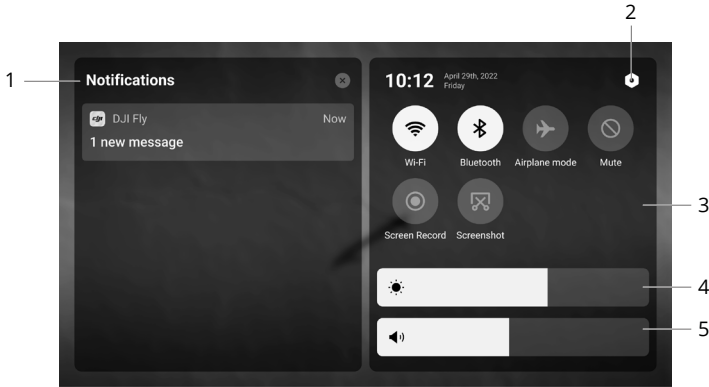 2
1
Notifications
DJI Fly
Now
1 new message
10:12
April 29th, 2022
Friday
Wi-Fi
Bluetooth
Airplane mode
Mute
Screen Record
Screenshot
3
4
5